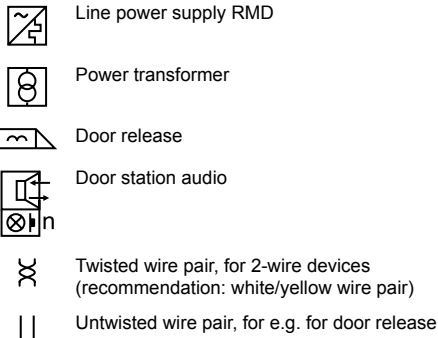 Line power supply RMD
Power transformer
Door release
Door station audio
n
Twisted wire pair, for 2-wire devices
(recommendation: white/yellow wire pair)
Untwisted wire pair, for e.g. for door release